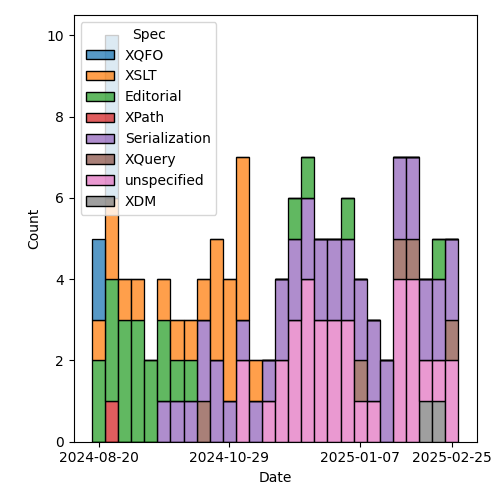 Spec
XQFO
XSLT
Editorial
XPath
Serialization
XQuery
unspecified
XDM
10
8
6
4
2
0
Count
2024-08-20
2024-10-29
2025-01-07
2025-02-25
Date